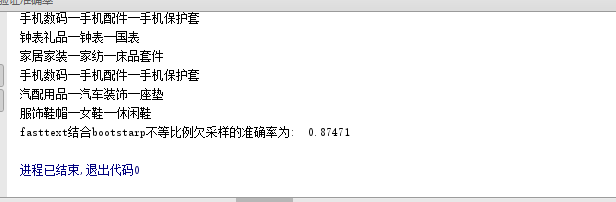 验证准确率
手机数码—手机配件—手机保护套
钟表礼品—钟表—国表
家居家装—家纺—床品套件
手机数码—手机配件—手机保护套
汽配用品—汽车装饰—座垫
服饰鞋帽—女鞋—休闲鞋
fasttext结合bootstarp不等比例欠采样的准确率为:  0.87471
进程已结束,退出代码0